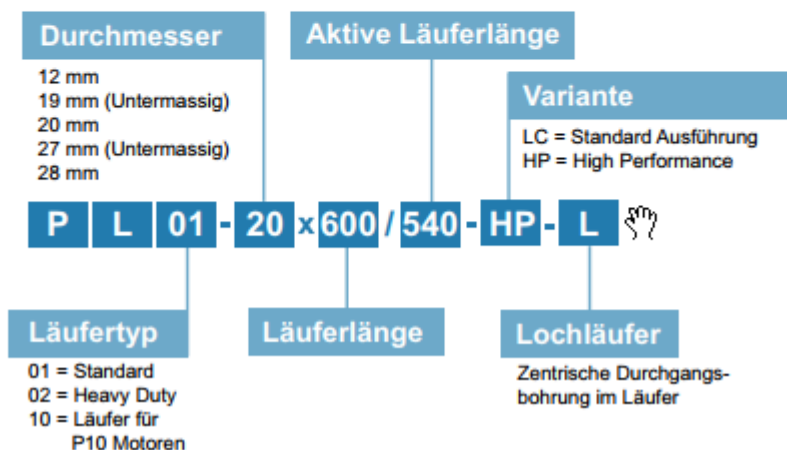 Durchmesser
12 mm
19 mm (Untermassig)
20 mm
27 mm (Untermassig)
28 mm
Aktive Läuferlänge
Variante
LC = Standard Ausführung
HP = High Performance
P L 01 - 20 x 600 / 540 - HP - L
Läufertyp
01 = Standard
02 = Heavy Duty
10 = Läufer für
P10 Motoren
Läuferlänge
Lochläufer
Zentrische Durchgangs-
bohrung im Läufer